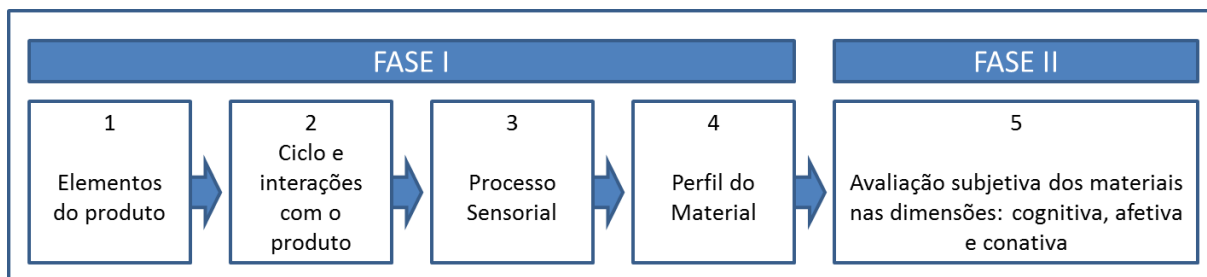 FASE I
FASE II
1
Elementos
do produto
2
Ciclo e
interações
com o
produto
3
Processo
Sensorial
4
Perfil do
Material
5
Avaliação subjetiva dos materiais
nas dimensões: cognitiva, afetiva
e conativa